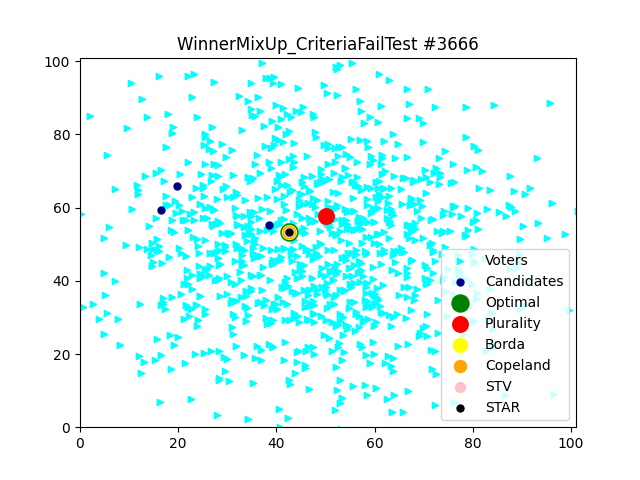 WinnerMixUp_CriteriaFailTest #3666
100
80
60
40
20
0
0 20 40 60 80 100
Voters
Candidates
Optimal
Plurality
Borda
Copeland
STV
STAR